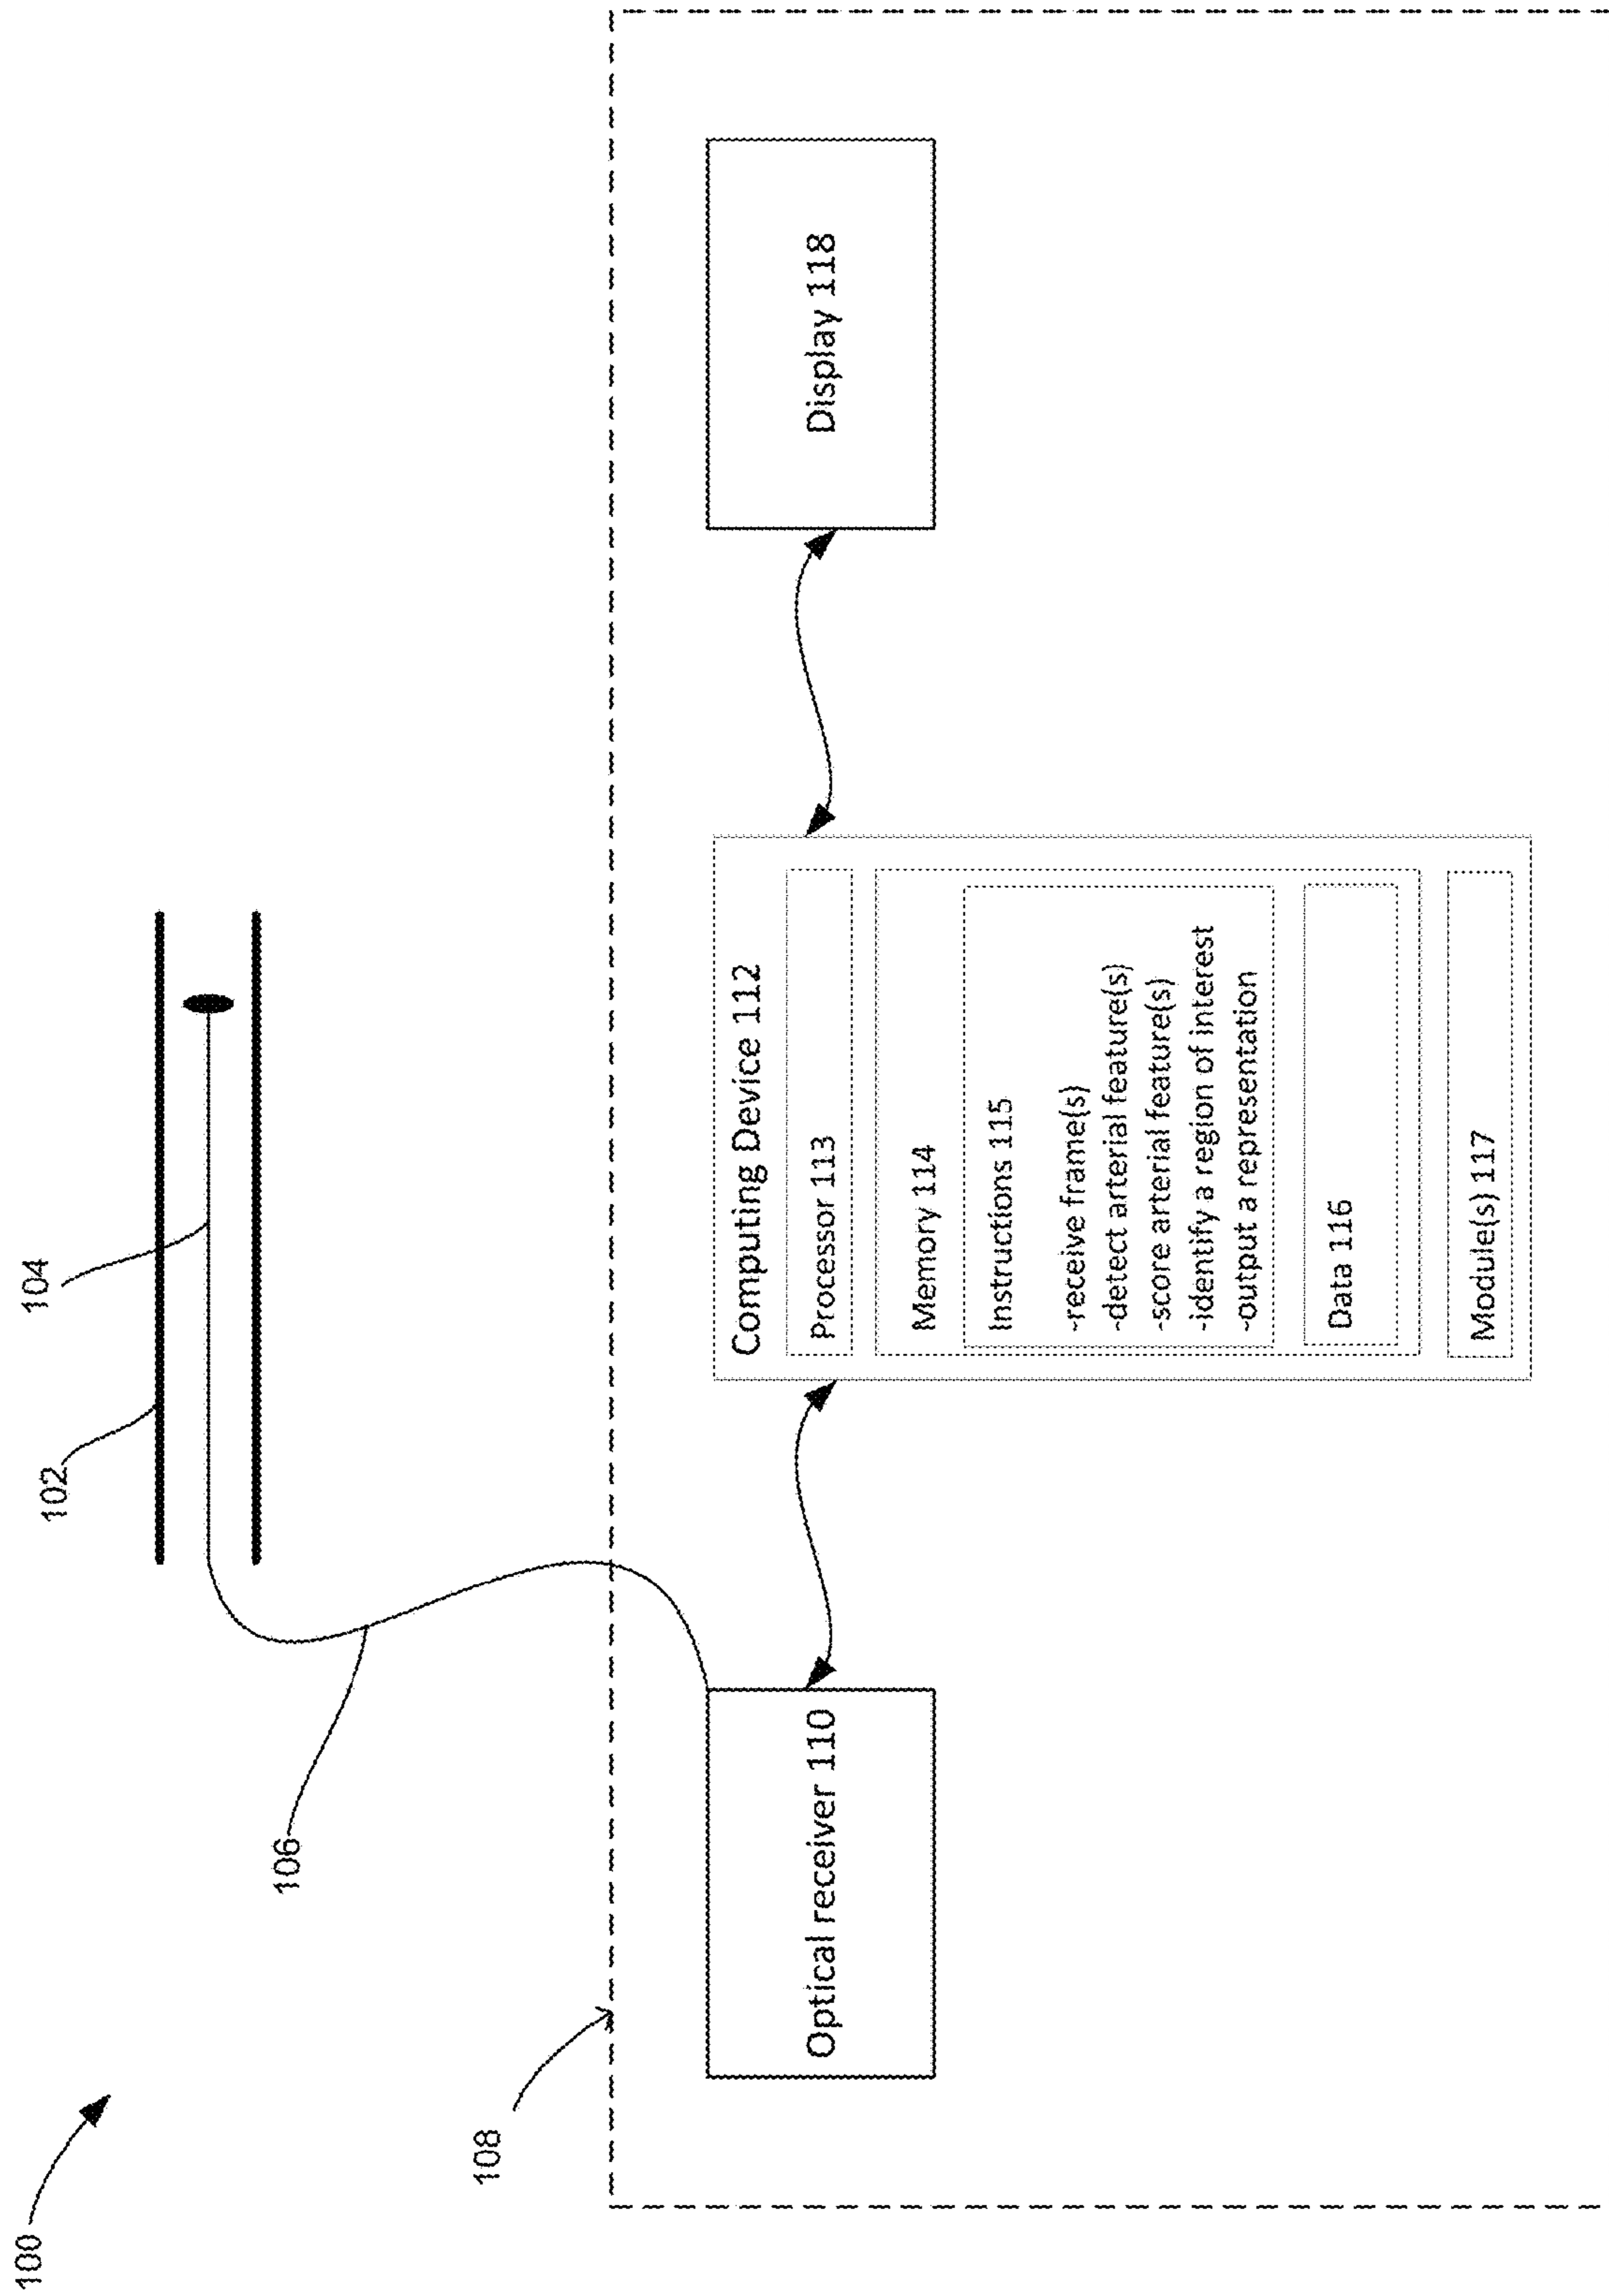 100
102
104
106
108
Optical receiver 110
Computing Device 112
Processor 113
Memory 114
Instructions 115
-receive frame(s)
-detect arterial feature(s)
-score arterial feature(s)
-identify a region of interest
-output a representation
Data 116
Module(s) 117
Display 118